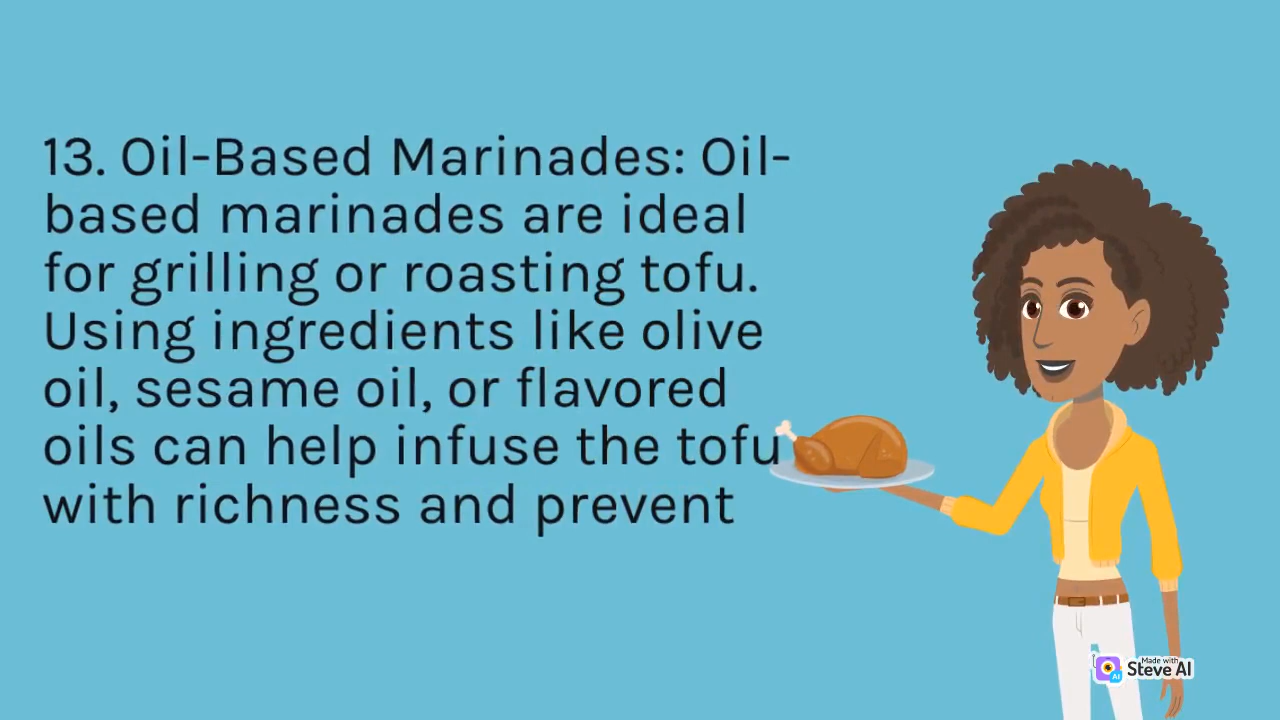 13. Oil-Based Marinades: Oil-
based marinades are ideal
for grilling or roasting tofu.
Using ingredients like olive
oil, sesame oil, or flavored
oils can help infuse the tofu
with richness and prevent
Made with
Steve AI
AI